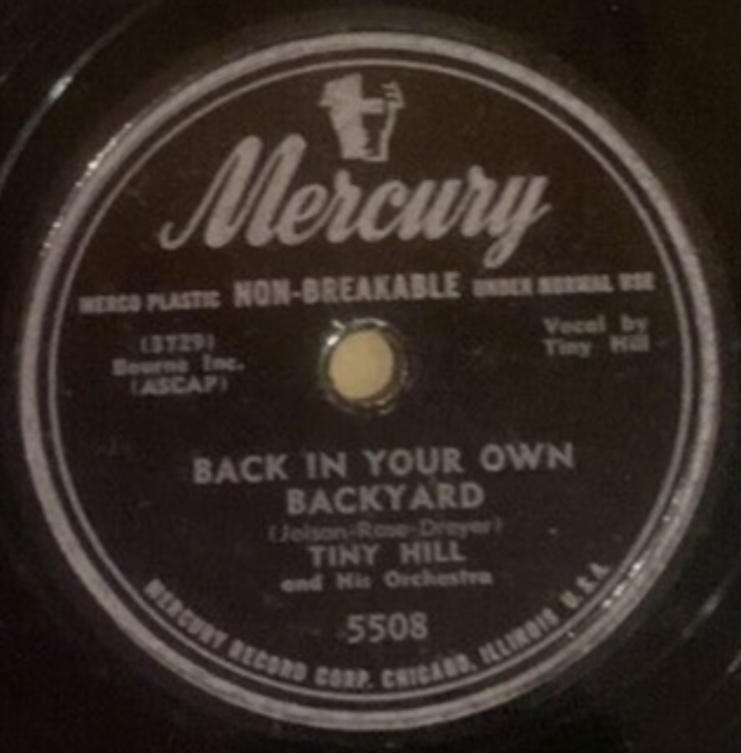 Mercury
MERCO PLASTIC NON-BREAKABLE UNDER NORMAL USE
(3729)
Bourne Inc.
(ASCAP)
Vocal by
Tiny Hill
BACK IN YOUR OWN
BACKYARD
(Jolson-Rose-Dreyer)
TINY HILL
and His Orchestra
5508
MERCURY RECORD CORP. CHICAGO, ILLINOIS U.S.A.